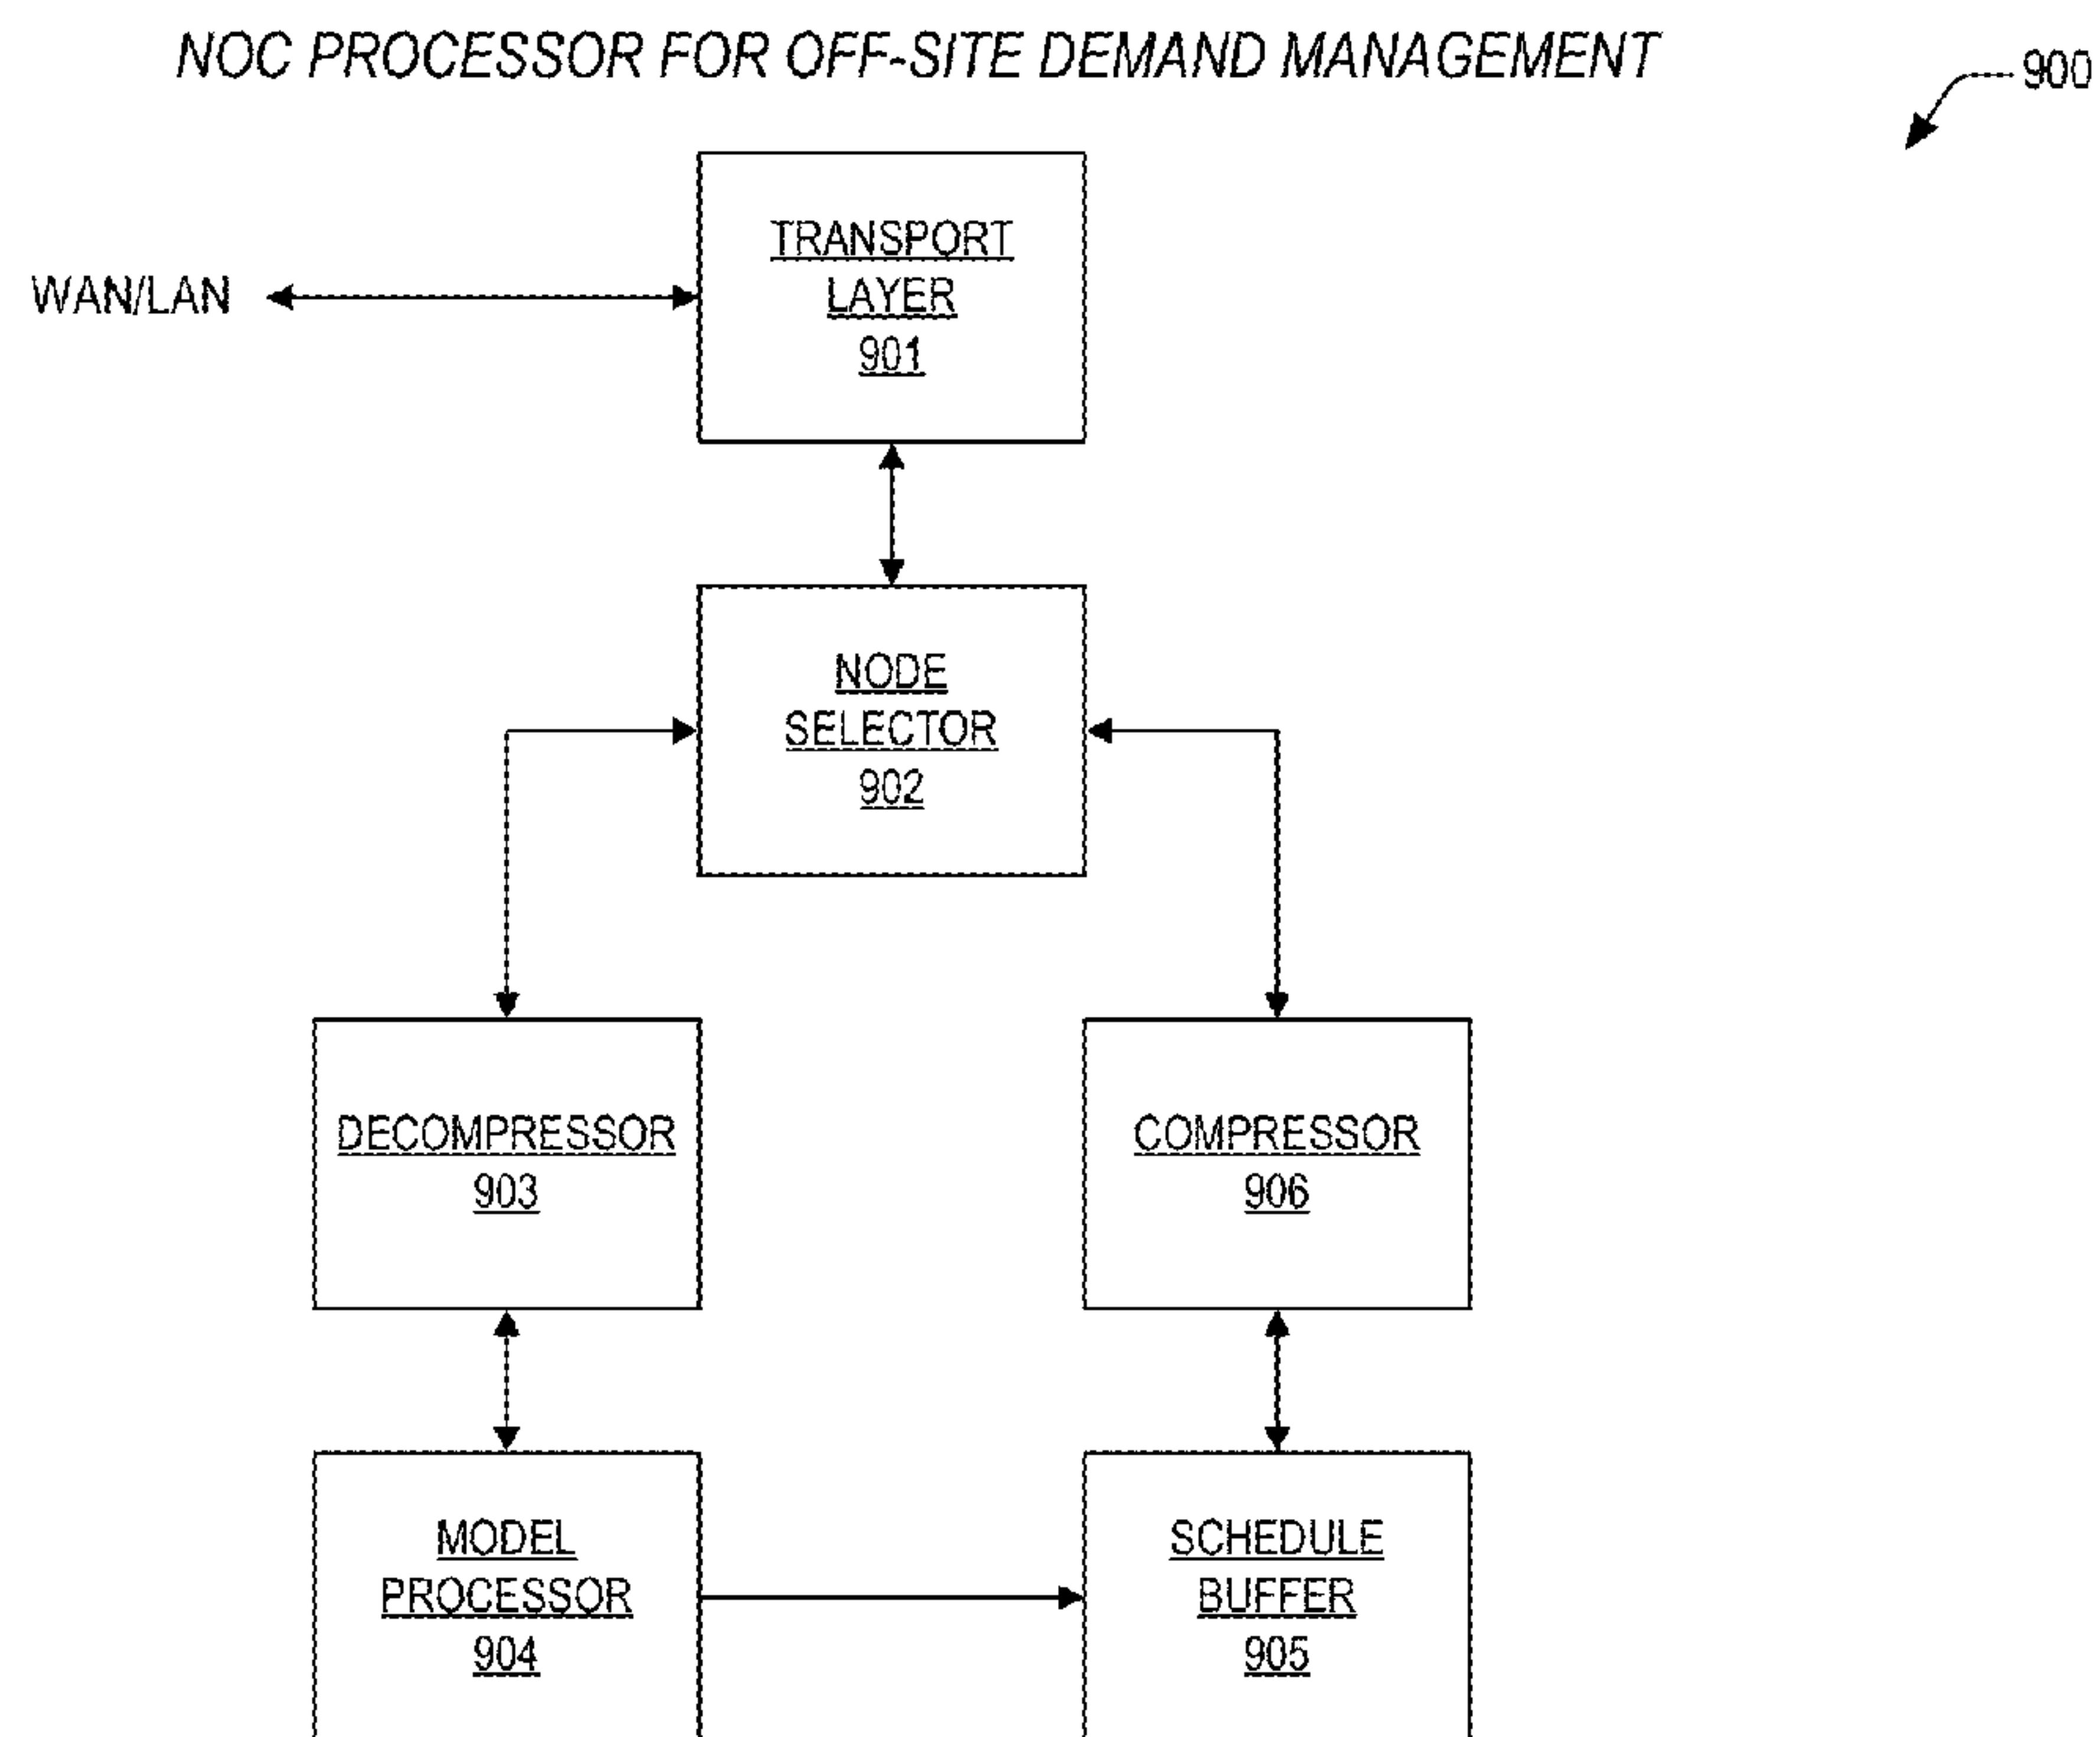 NOC PROCESSOR FOR OFF-SITE DEMAND MANAGEMENT
900
TRANSPORT
LAYER
901
WAN/LAN
NODE
SELECTOR
902
DECOMPRESSOR
903
COMPRESSOR
906
MODEL
PROCESSOR
904
SCHEDULE
BUFFER
905